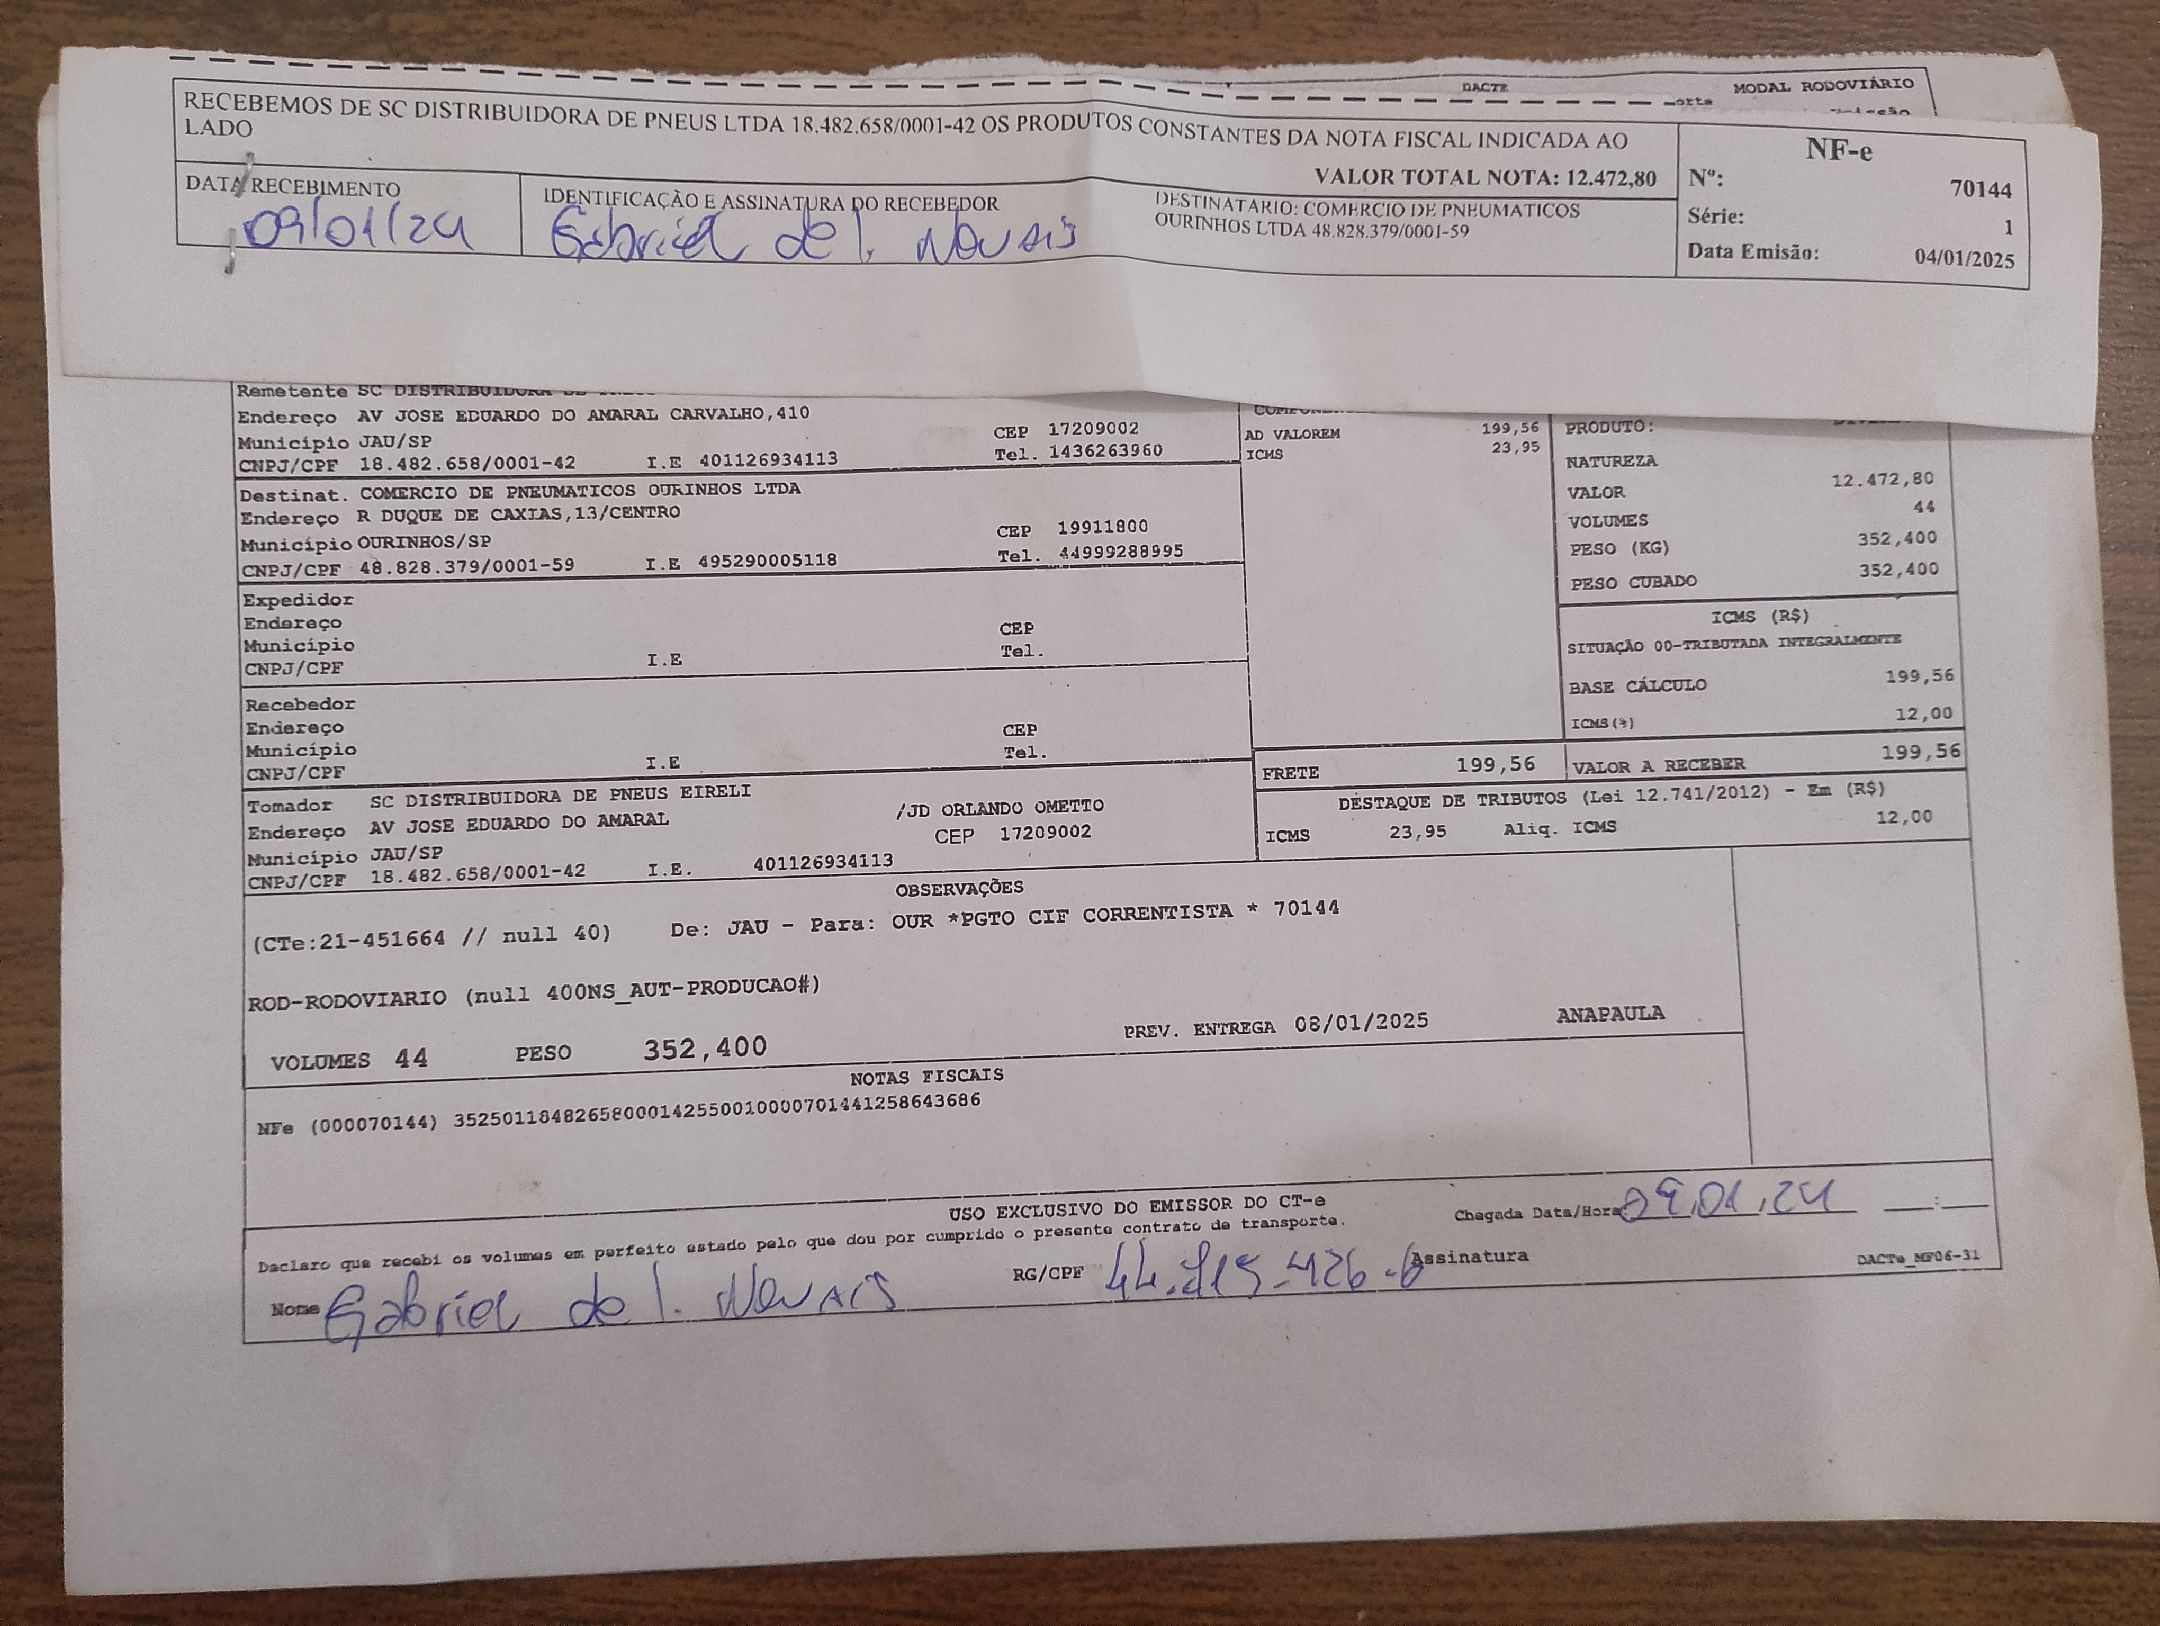 DACTE
MODAL RODOVIÁRIO
RECEBEMOS DE SC DISTRIBUIDORA DE PNEUS LTDA 18.482.658/0001-42 OS PRODUTOS CONSTANTES DA NOTA FISCAL INDICADA AO
LADO
VALOR TOTAL NOTA: 12.472,80
NF-e
Nº: 70144
Série: 1
Data Emissão: 04/01/2025
DATA RECEBIMENTO
09/01/24
IDENTIFICAÇÃO E ASSINATURA DO RECEBEDOR
Gabriel de l. Novais
DESTINATÁRIO: COMERCIO DE PNEUMATICOS
OURINHOS LTDA 48.828.379/0001-59
Remetente SC DISTRIBUIDORA
Endereço AV JOSE EDUARDO DO AMARAL CARVALHO,410
Município JAU/SP CEP 17209002
CNPJ/CPF 18.482.658/0001-42 I.E 401126934113 Tel. 1436263960
Destinat. COMERCIO DE PNEUMATICOS OURINHOS LTDA
Endereço R DUQUE DE CAXIAS,13/CENTRO
Município OURINHOS/SP CEP 19911800
CNPJ/CPF 48.828.379/0001-59 I.E 495290005118 Tel. 44999288995
Expedidor
Endereço
Município CEP
CNPJ/CPF I.E Tel.
Recebedor
Endereço
Município CEP
CNPJ/CPF I.E Tel.
Tomador SC DISTRIBUIDORA DE PNEUS EIRELI
Endereço AV JOSE EDUARDO DO AMARAL /JD ORLANDO OMETTO
Município JAU/SP CEP 17209002
CNPJ/CPF 18.482.658/0001-42 I.E. 401126934113
AD VALOREM 199,56
ICMS 23,95
PRODUTO:
NATUREZA
VALOR 12.472,80
VOLUMES 44
PESO (KG) 352,400
PESO CUBADO 352,400
ICMS (R$)
SITUAÇÃO 00-TRIBUTADA INTEGRALMENTE
BASE CÁLCULO 199,56
ICMS(%) 12,00
FRETE 199,56 VALOR A RECEBER 199,56
DESTAQUE DE TRIBUTOS (Lei 12.741/2012) - Em (R$)
ICMS 23,95 Aliq. ICMS 12,00
OBSERVAÇÕES
(CTe:21-451664 // null 40) De: JAU - Para: OUR *PGTO CIF CORRENTISTA * 70144
ROD-RODOVIARIO (null 400NS_AUT-PRODUCAO#)
VOLUMES 44 PESO 352,400 PREV. ENTREGA 08/01/2025 ANAPAULA
NOTAS FISCAIS
NFe (000070144) 35250118482658000142550010000701441258643686
USO EXCLUSIVO DO EMISSOR DO CT-e
Declaro que recebi os volumes em perfeito estado pelo que dou por cumprido o presente contrato de transporte.
Chegada Data/Hora 09.01.24 __:__
Nome Gabriel de l. Novais RG/CPF Assinatura
DACTe_MF06-31